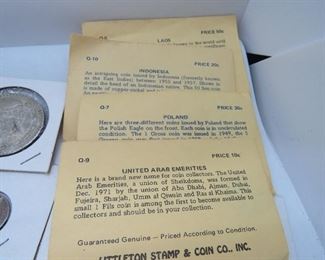 LAOS
PRICE 50c
Q-10
INDONESIA
PRICE 20c
An intriguing coin issued by Indonesia (formerly known
as the East Indies) between 1952 and 1957. Shows in
detail the head of an Indonesian native. This 50 Sen coin
is made of copper-nickel and
Q-7
POLAND
PRICE 30c
Here are three different coins issued by Poland that show
the Polish Eagle on the front. Each coin is in uncirculated
condition. The 1 Grosz coin was issued in 1949, the
Q-9
PRICE 10c
UNITED ARAB EMERITIES
Here is a brand new name for coin collectors. The United
Arab Emerities, a union of Sheikdoms, was formed in
Dec. 1971 by the union of Abu Dhabi, Ajman, Dubai,
Fujeira, Sharjah, Umm al Qiwain and Ras al Khaima. This
small 1 Fils coin is among the first to become available to
collectors and should be in your collection.
Guaranteed Genuine — Priced According to Condition.
LITTLETON STAMP & COIN CO., INC.